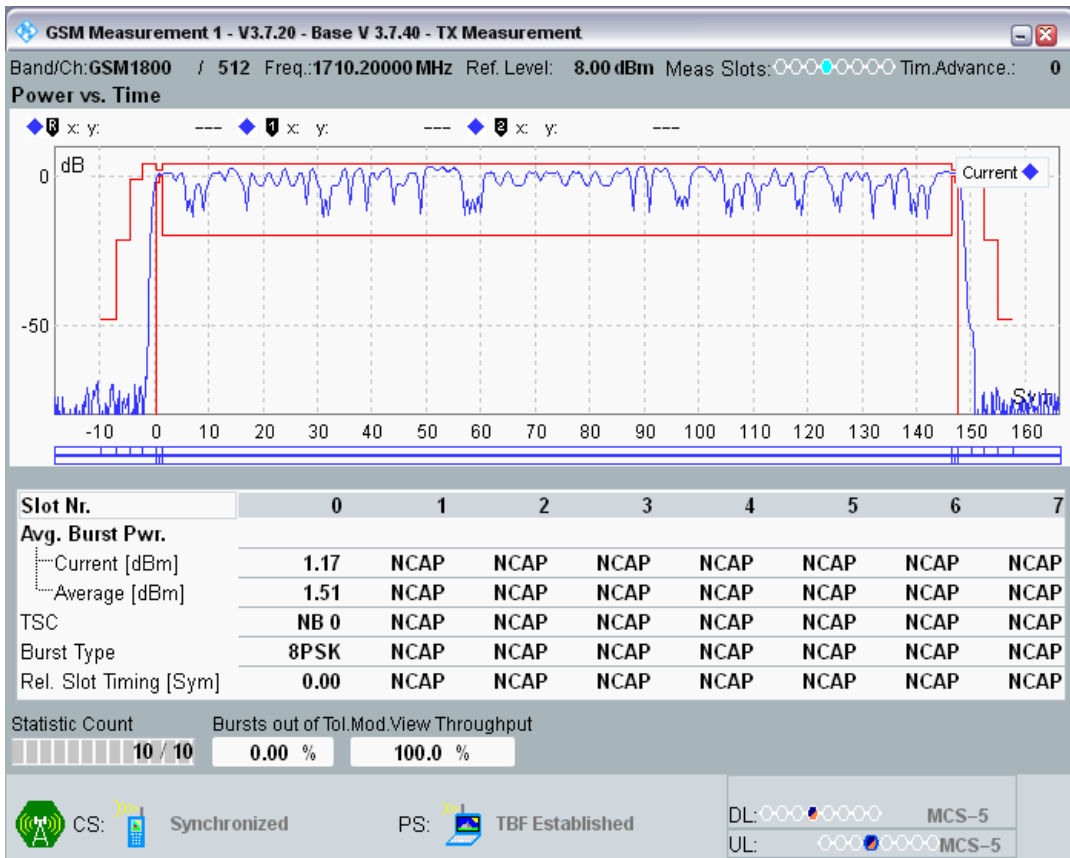 GSM Measurement 1 - V3.7.20 - Base V 3.7.40 - TX Measurement
Band/Ch:GSM1800 / 512 Freq.:1710.20000 MHz Ref. Level: 8.00 dBm Meas Slots: Tim.Advance.: 0
Power vs. Time
R x: y: --- 1 x: y: --- 2 x: y: ---
dB
Current
0
-50
Sym
-10 0 10 20 30 40 50 60 70 80 90 100 110 120 130 140 150 160
Slot Nr. 0 1 2 3 4 5 6 7
Avg. Burst Pwr.
Current [dBm] 1.17 NCAP NCAP NCAP NCAP NCAP NCAP NCAP
Average [dBm] 1.51 NCAP NCAP NCAP NCAP NCAP NCAP NCAP
TSC NB 0 NCAP NCAP NCAP NCAP NCAP NCAP NCAP
Burst Type 8PSK NCAP NCAP NCAP NCAP NCAP NCAP NCAP
Rel. Slot Timing [Sym] 0.00 NCAP NCAP NCAP NCAP NCAP NCAP NCAP
Statistic Count Bursts out of Tol.Mod.View Throughput
10 / 10 0.00 % 100.0 %
CS: Synchronized PS: TBF Established
DL: MCS-5
UL: MCS-5